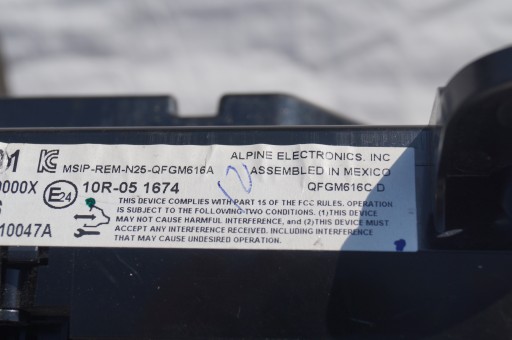 MSIP-REM-N25-QFGM616A
ALPINE ELECTRONICS. INC
ASSEMBLED IN MEXICO
0000X
E24
10R-05 1674
QFGM616C-D
THIS DEVICE COMPLIES WITH PART 15 OF THE FCC RULES. OPERATION
IS SUBJECT TO THE FOLLOWING TWO CONDITIONS. (1)THIS DEVICE
MAY NOT CAUSE HARMFUL INTERFERENCE, AND (2)THIS DEVICE MUST
ACCEPT ANY INTERFERENCE RECEIVED. INCLUDING INTERFERENCE
THAT MAY CAUSE UNDESIRED OPERATION.
10047A